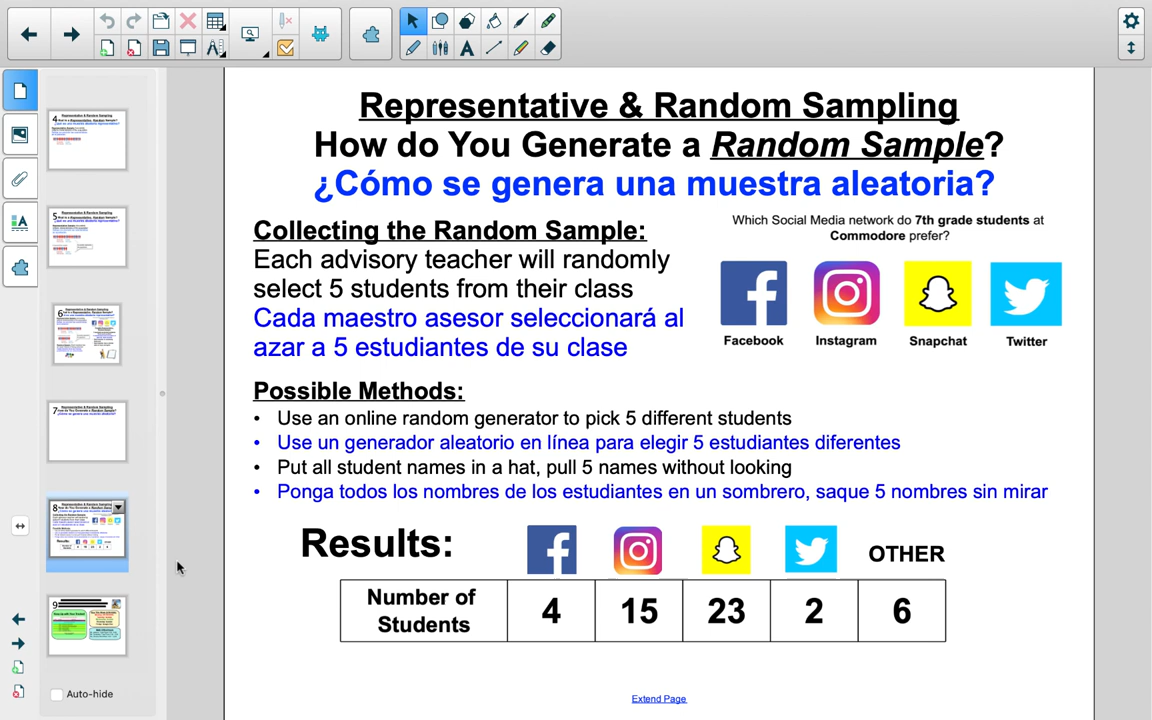 Representative & Random Sampling
How do You Generate a Random Sample?
¿Cómo se genera una muestra aleatoria?
Collecting the Random Sample:
Each advisory teacher will randomly
select 5 students from their class
Cada maestro asesor seleccionará al
azar a 5 estudiantes de su clase
Which Social Media network do 7th grade students at
Commodore prefer?
Facebook Instagram Snapchat Twitter
Possible Methods:
• Use an online random generator to pick 5 different students
• Use un generador aleatorio en línea para elegir 5 estudiantes diferentes
• Put all student names in a hat, pull 5 names without looking
• Ponga todos los nombres de los estudiantes en un sombrero, saque 5 nombres sin mirar
Results: OTHER
Number of
Students 4 15 23 2 6
Extend Page
4
5
6
7
8
9
Auto-hide